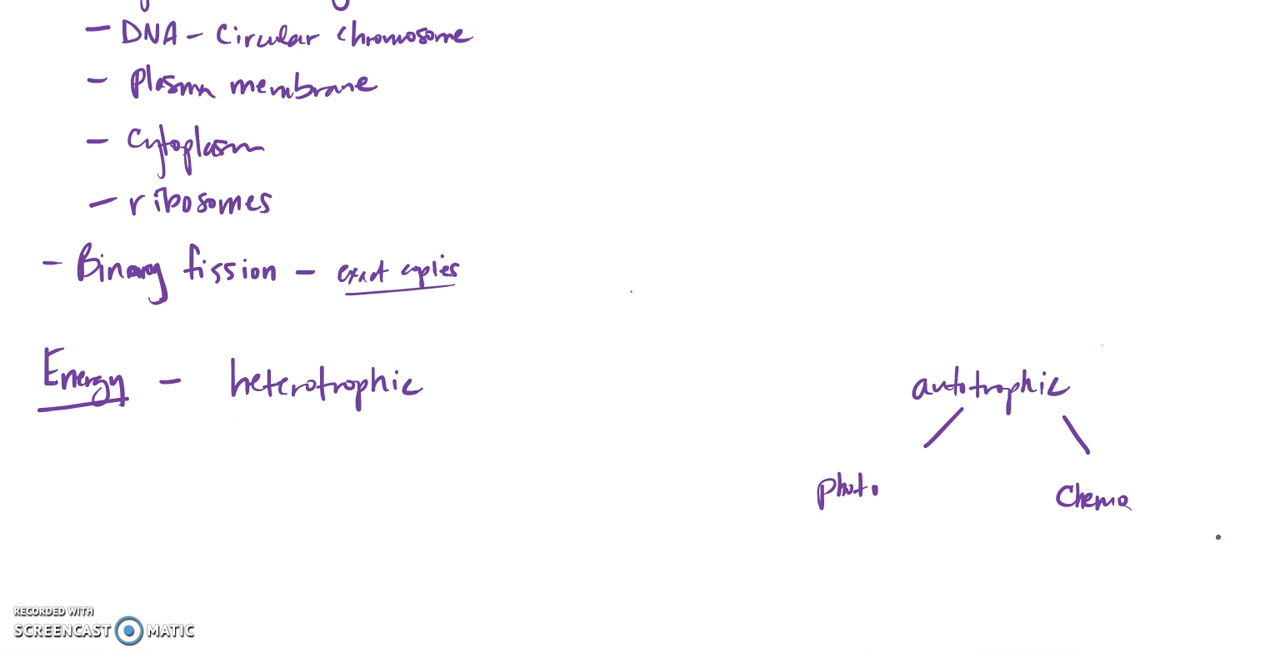 - DNA - Circular chromosome
- Plasma membrane
- Cytoplasm
- ribosomes
- Binary fission - exact copies
Energy - heterotrophic
autotrophic
photo
Chemo
RECORDED WITH
SCREENCAST MATIC